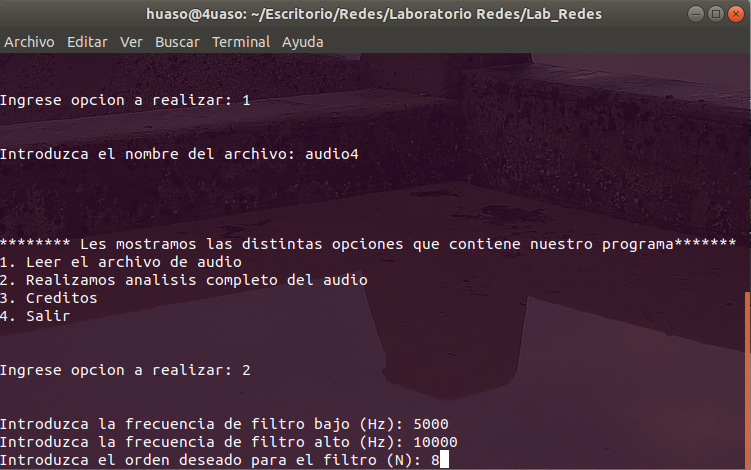 huaso@4uaso: ~/Escritorio/Redes/Laboratorio Redes/Lab_Redes
Archivo Editar Ver Buscar Terminal Ayuda
Ingrese opcion a realizar: 1
Introduzca el nombre del archivo: audio4
******** Les mostramos las distintas opciones que contiene nuestro programa*******
1. Leer el archivo de audio
2. Realizamos analisis completo del audio
3. Creditos
4. Salir
Ingrese opcion a realizar: 2
Introduzca la frecuencia de filtro bajo (Hz): 5000
Introduzca la frecuencia de filtro alto (Hz): 10000
Introduzca el orden deseado para el filtro (N): 8